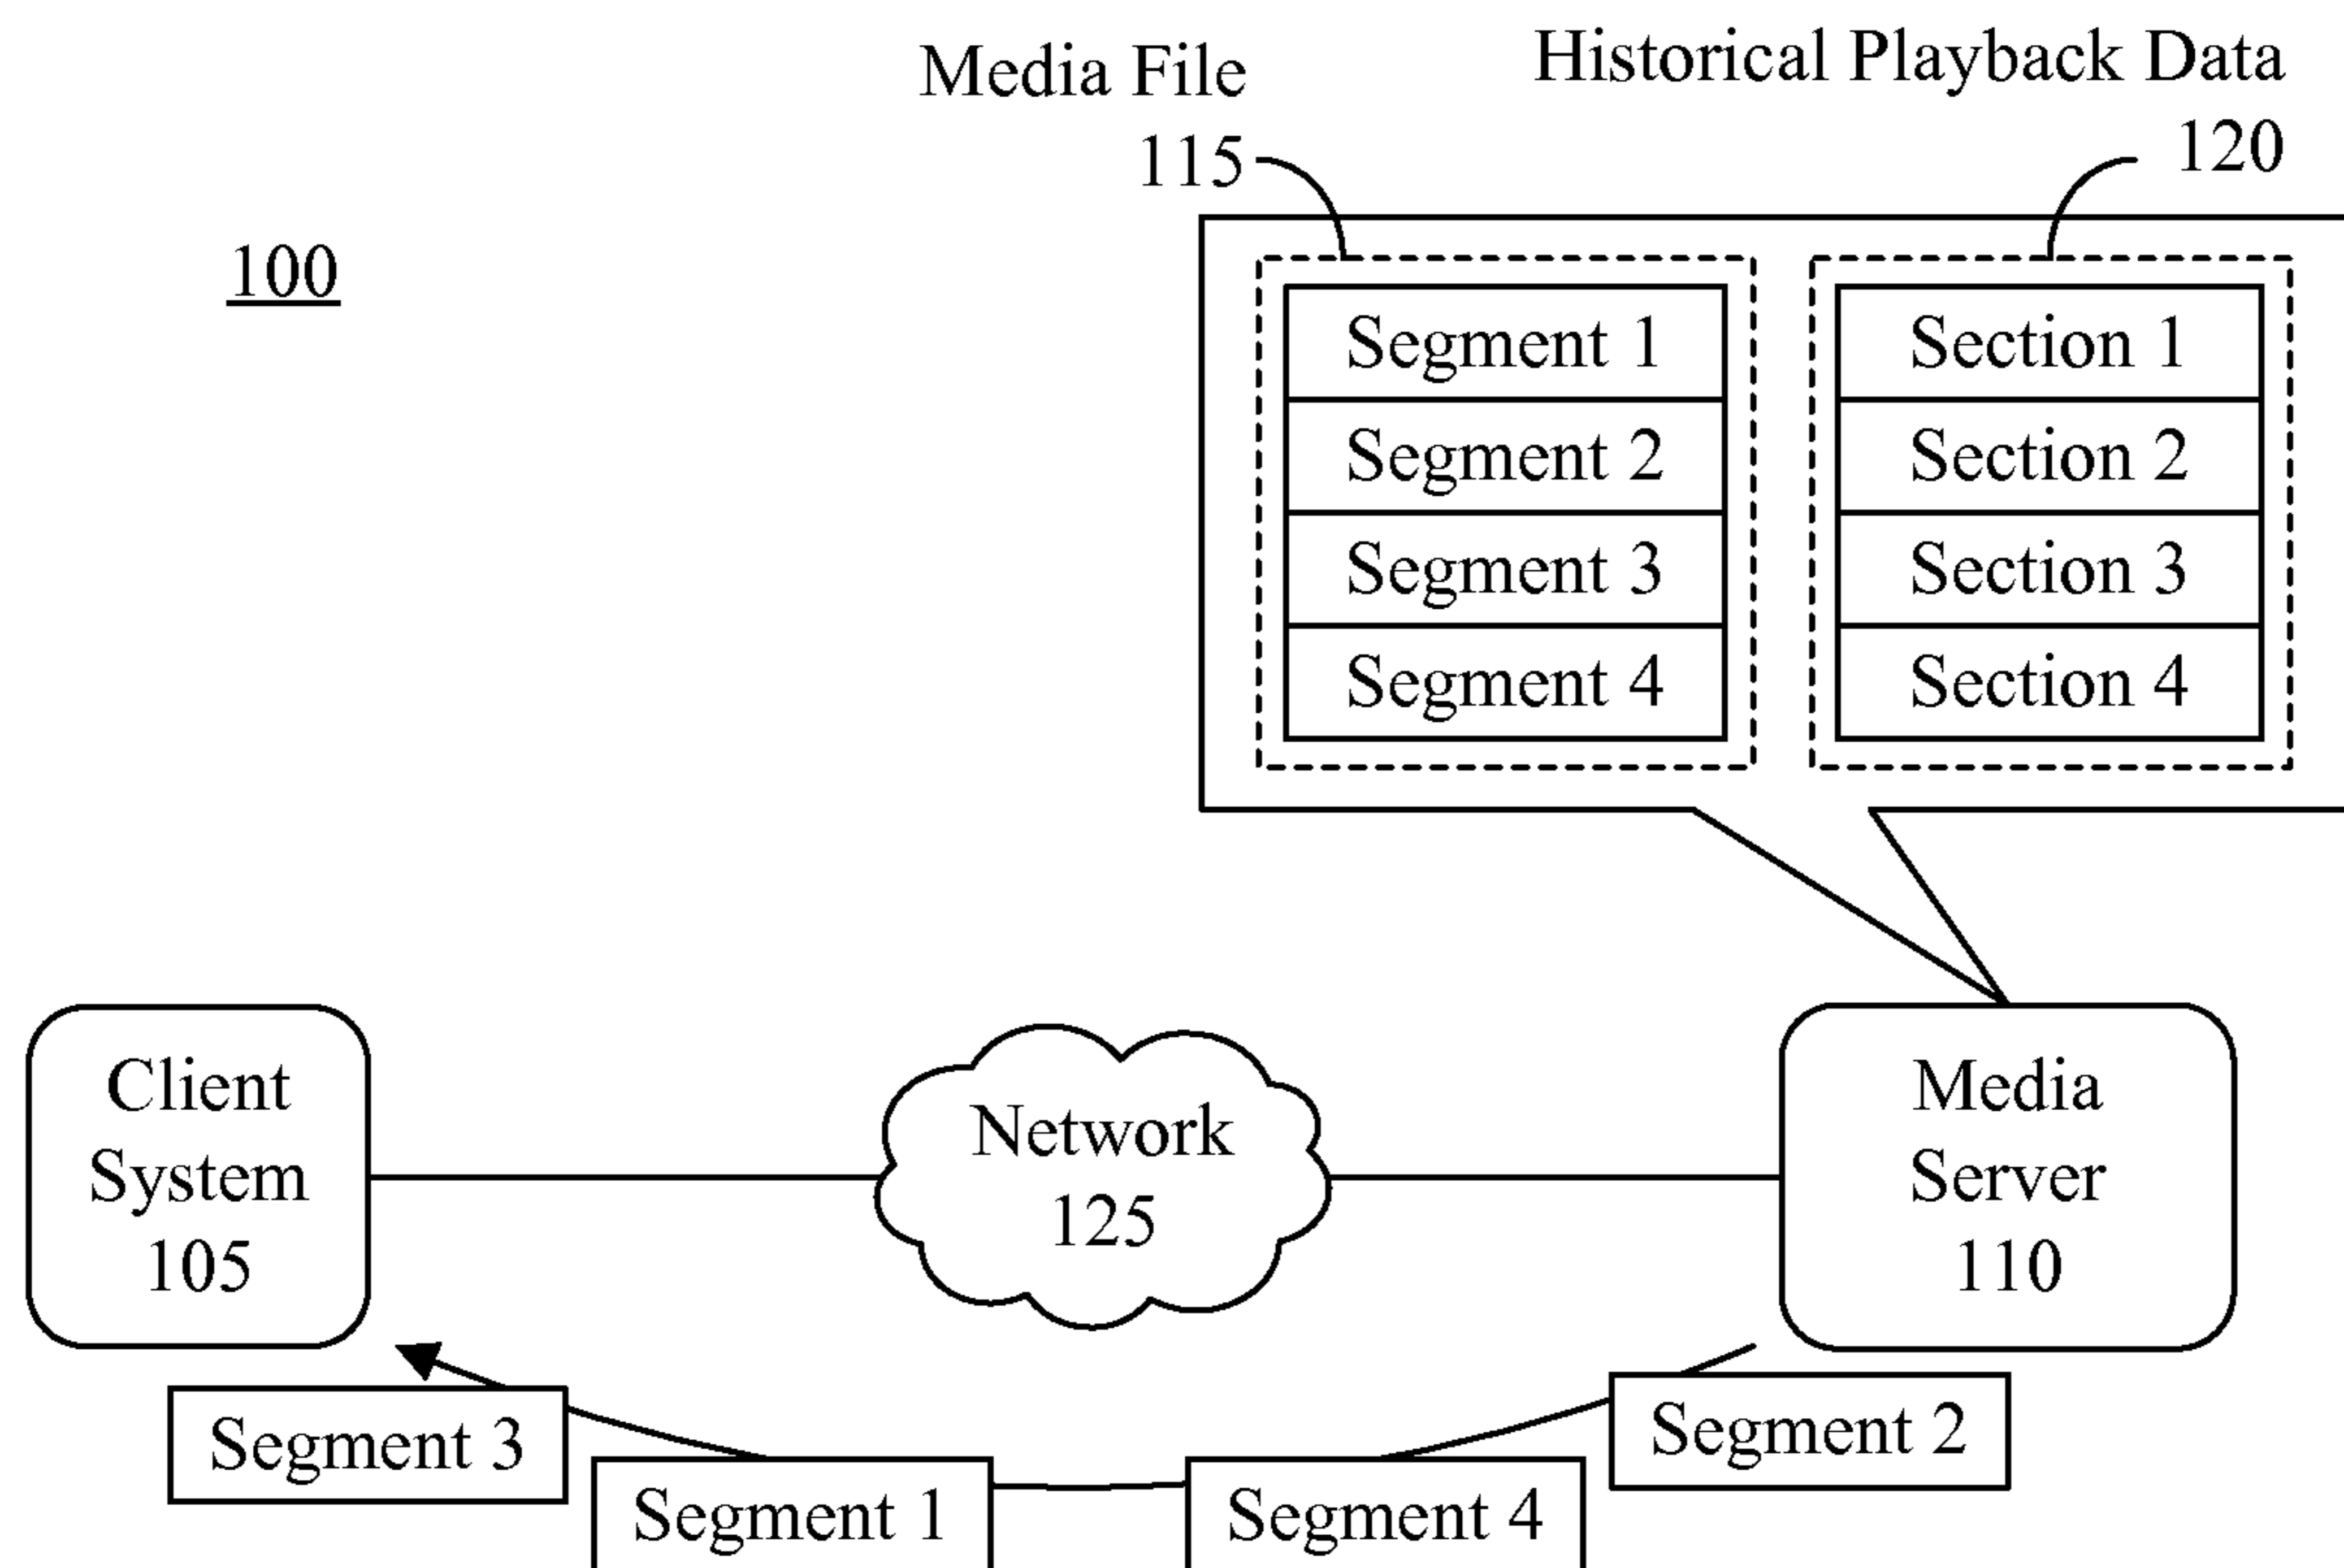 Media File
115
Historical Playback Data
120
100
Segment 1
Segment 2
Segment 3
Segment 4
Section 1
Section 2
Section 3
Section 4
Client
System
105
Network
125
Media
Server
110
Segment 3
Segment 1
Segment 4
Segment 2